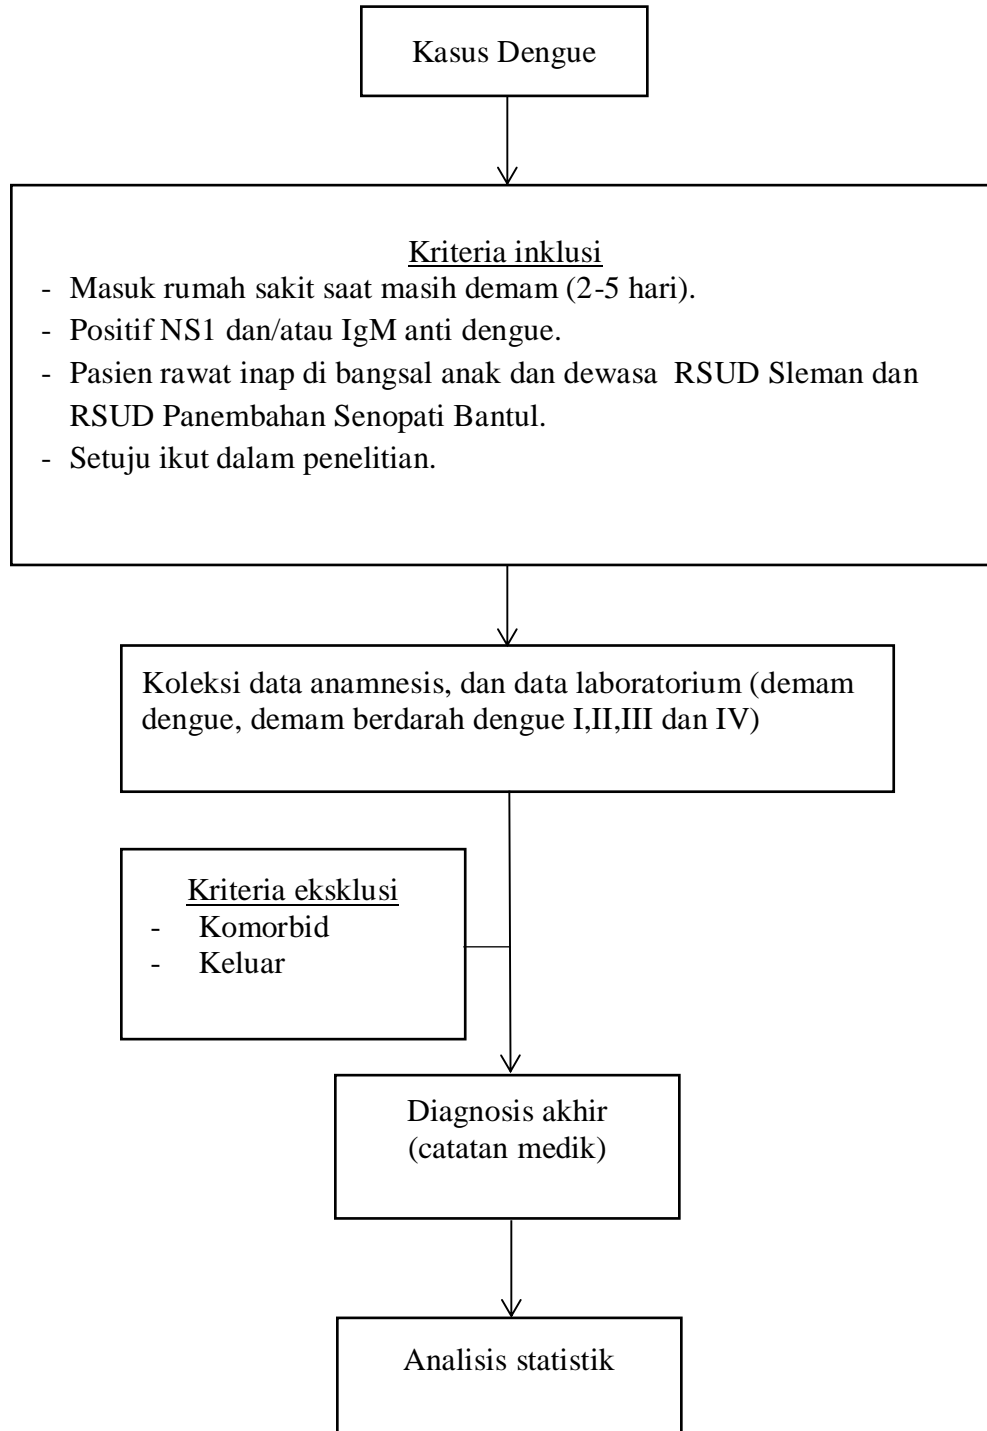 Kasus Dengue
Kriteria inklusi
- Masuk rumah sakit saat masih demam (2-5 hari).
- Positif NS1 dan/atau IgM anti dengue.
- Pasien rawat inap di bangsal anak dan dewasa  RSUD Sleman dan
RSUD Panembahan Senopati Bantul.
- Setuju ikut dalam penelitian.
Koleksi data anamnesis, dan data laboratorium (demam
dengue, demam berdarah dengue I,II,III dan IV)
Kriteria eksklusi
- Komorbid
- Keluar
Diagnosis akhir
(catatan medik)
Analisis statistik